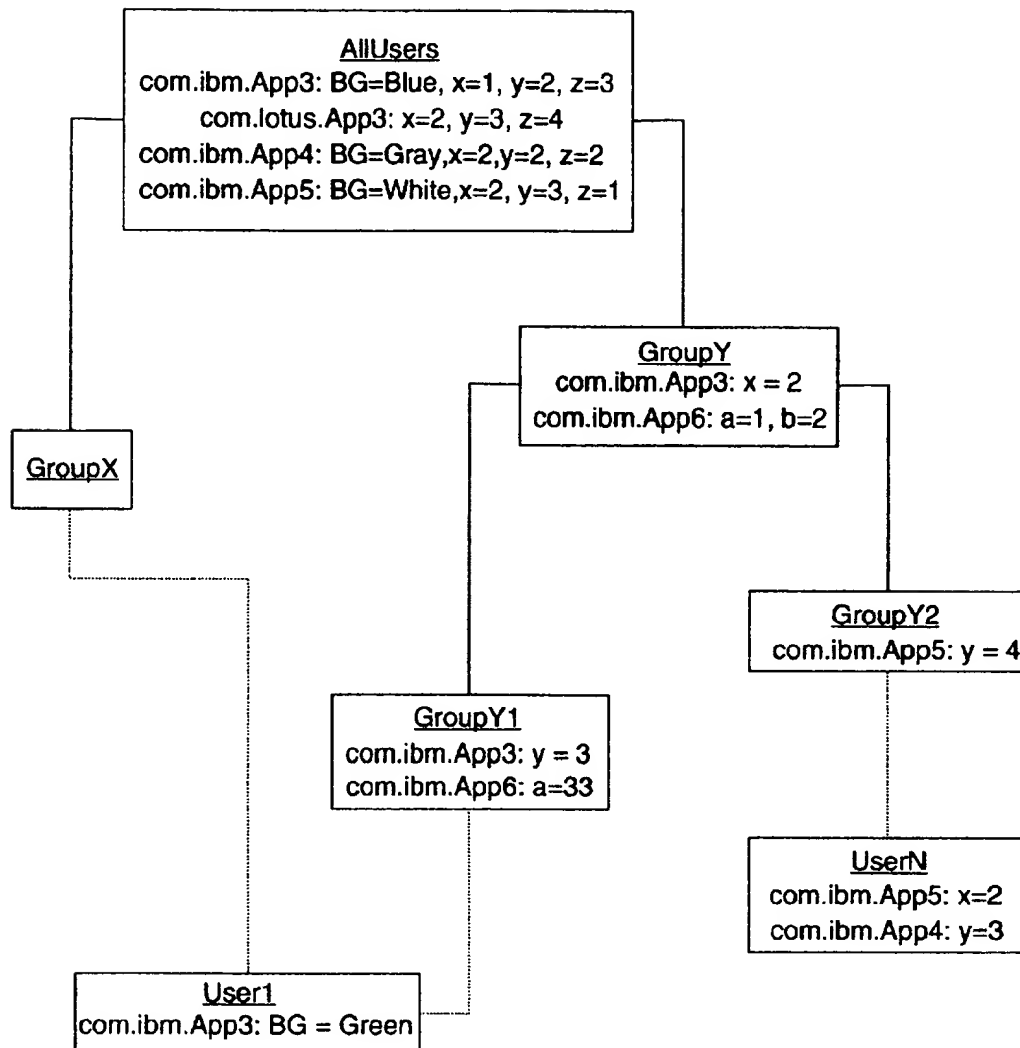 AllUsers
com.ibm.App3: BG=Blue, x=1, y=2, z=3
com.lotus.App3: x=2, y=3, z=4
com.ibm.App4: BG=Gray,x=2,y=2, z=2
com.ibm.App5: BG=White,x=2, y=3, z=1
GroupY
com.ibm.App3: x = 2
com.ibm.App6: a=1, b=2
GroupX
GroupY2
com.ibm.App5: y = 4
GroupY1
com.ibm.App3: y = 3
com.ibm.App6: a=33
UserN
com.ibm.App5: x=2
com.ibm.App4: y=3
User1
com.ibm.App3: BG = Green